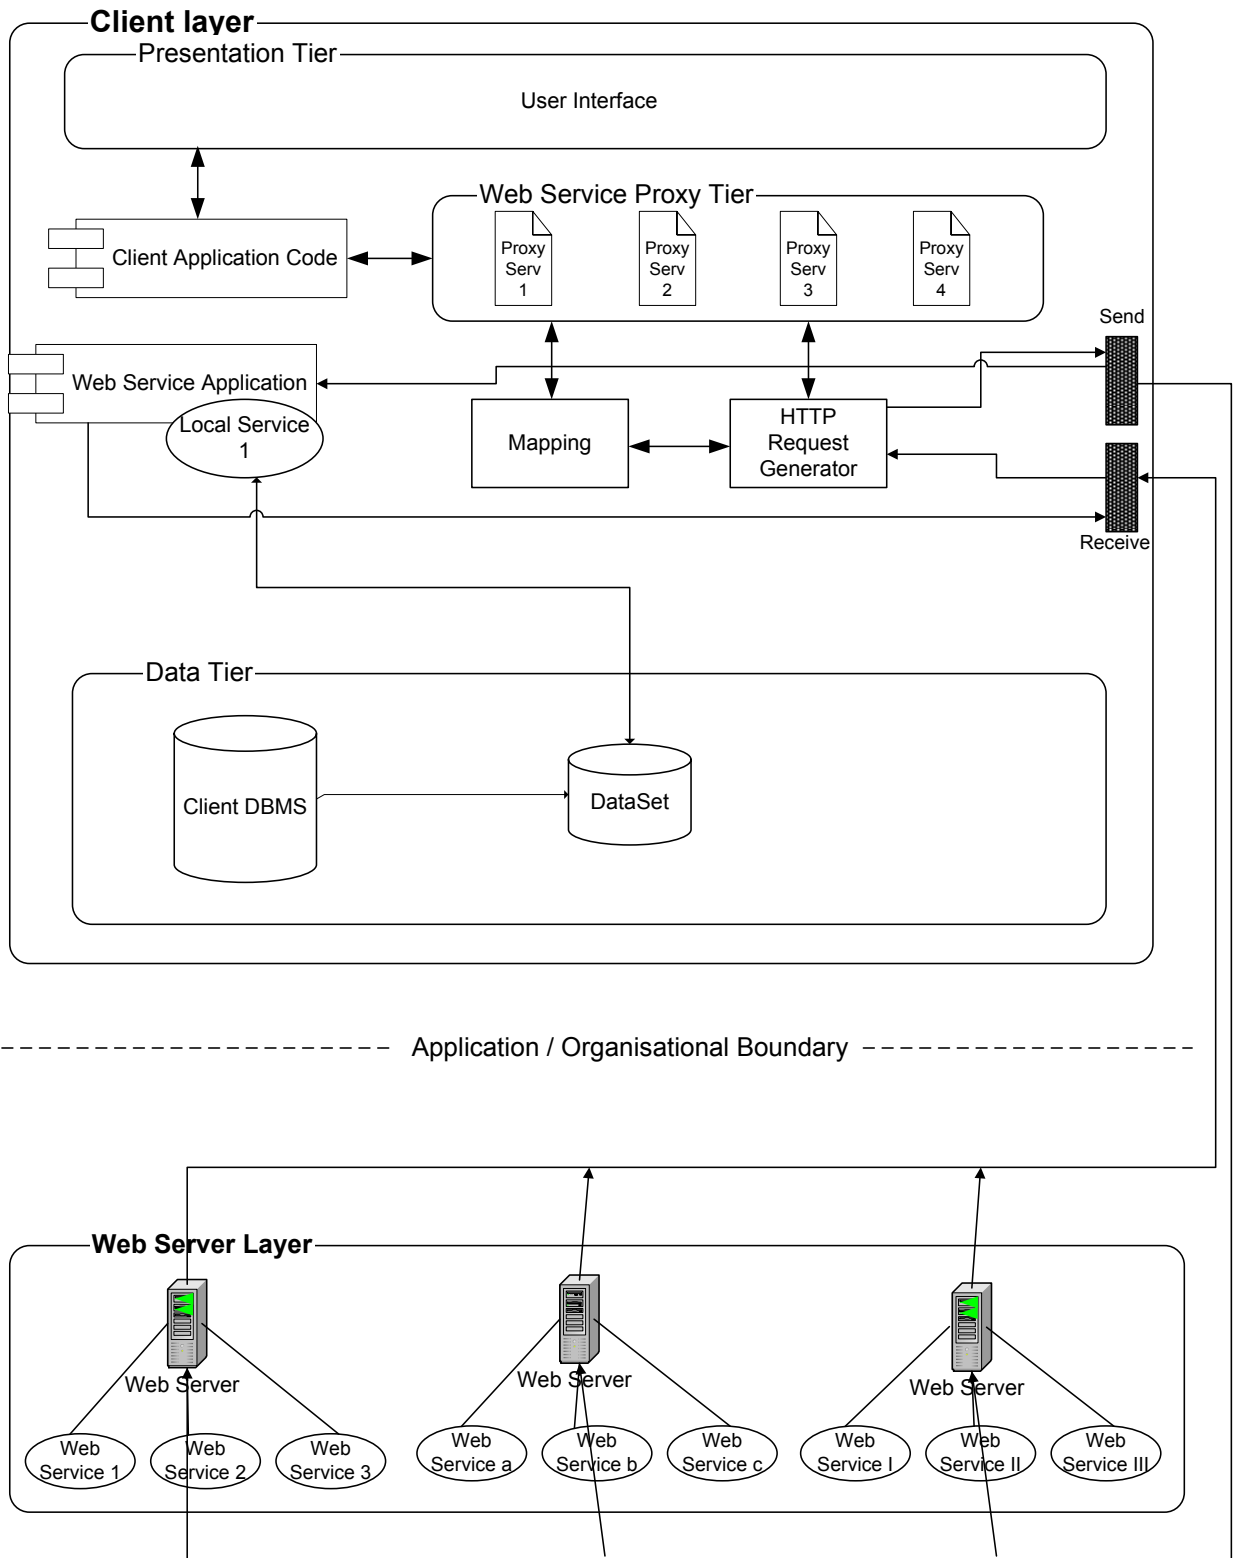 Client layer
Presentation Tier
User Interface
Web Service Proxy Tier
Proxy
Serv
1
Proxy
Serv
2
Proxy
Serv
3
Proxy
Serv
4
Client Application Code
Send
Web Service Application
Local Service
1
Mapping
HTTP
Request
Generator
Receive
Data Tier
Client DBMS
DataSet
Application / Organisational Boundary
Web Server Layer
Web Server
Web Server
Web Server
Web
Service 1
Web
Service 2
Web
Service 3
Web
Service a
Web
Service b
Web
Service c
Web
Service I
Web
Service II
Web
Service III